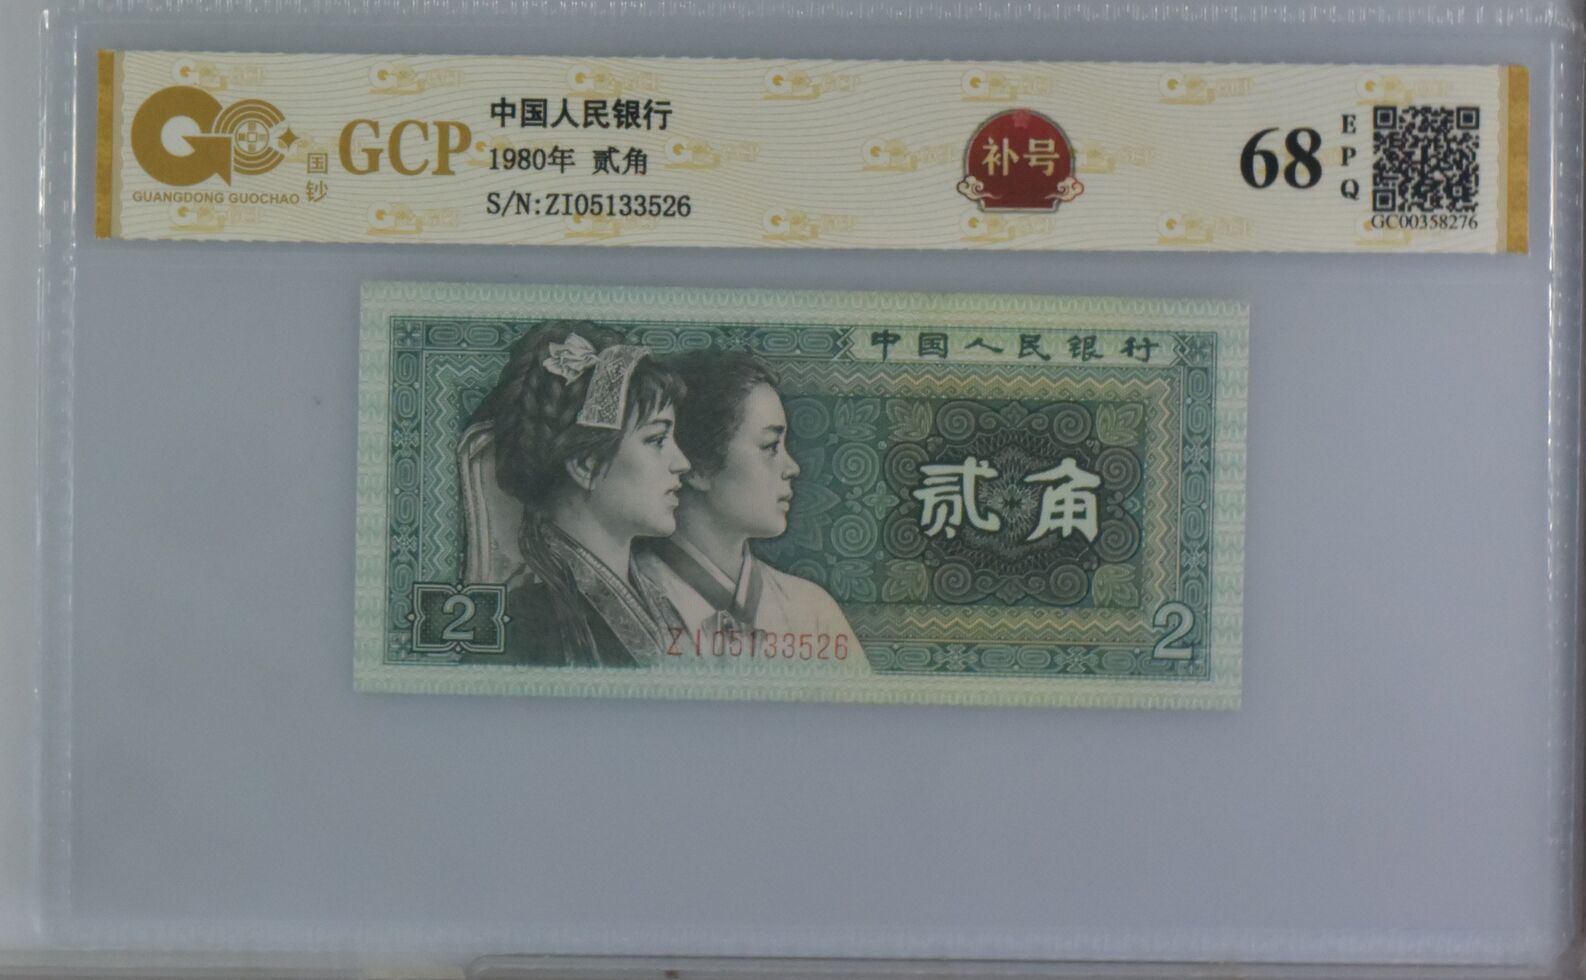 GUANGDONG GUOCHAO
国钞
GCP
中国人民银行
1980年 贰角
S/N:ZI05133526
补号
68
EPQ
GC00358276
中国人民银行
贰角
2
ZI05133526
2